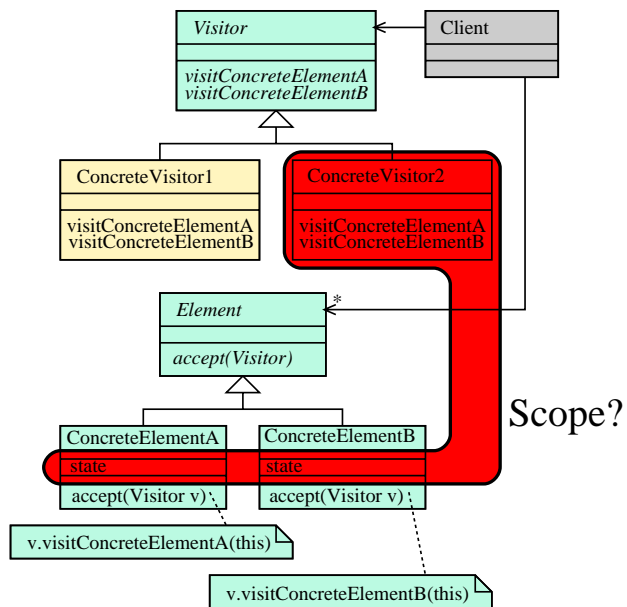 Visitor
visitConcreteElementA
visitConcreteElementB
Client
ConcreteVisitor1
visitConcreteElementA
visitConcreteElementB
ConcreteVisitor2
visitConcreteElementA
visitConcreteElementB
Element
accept(Visitor)
*
Scope?
ConcreteElementA
state
accept(Visitor v)
ConcreteElementB
state
accept(Visitor v)
v.visitConcreteElementA(this)
v.visitConcreteElementB(this)